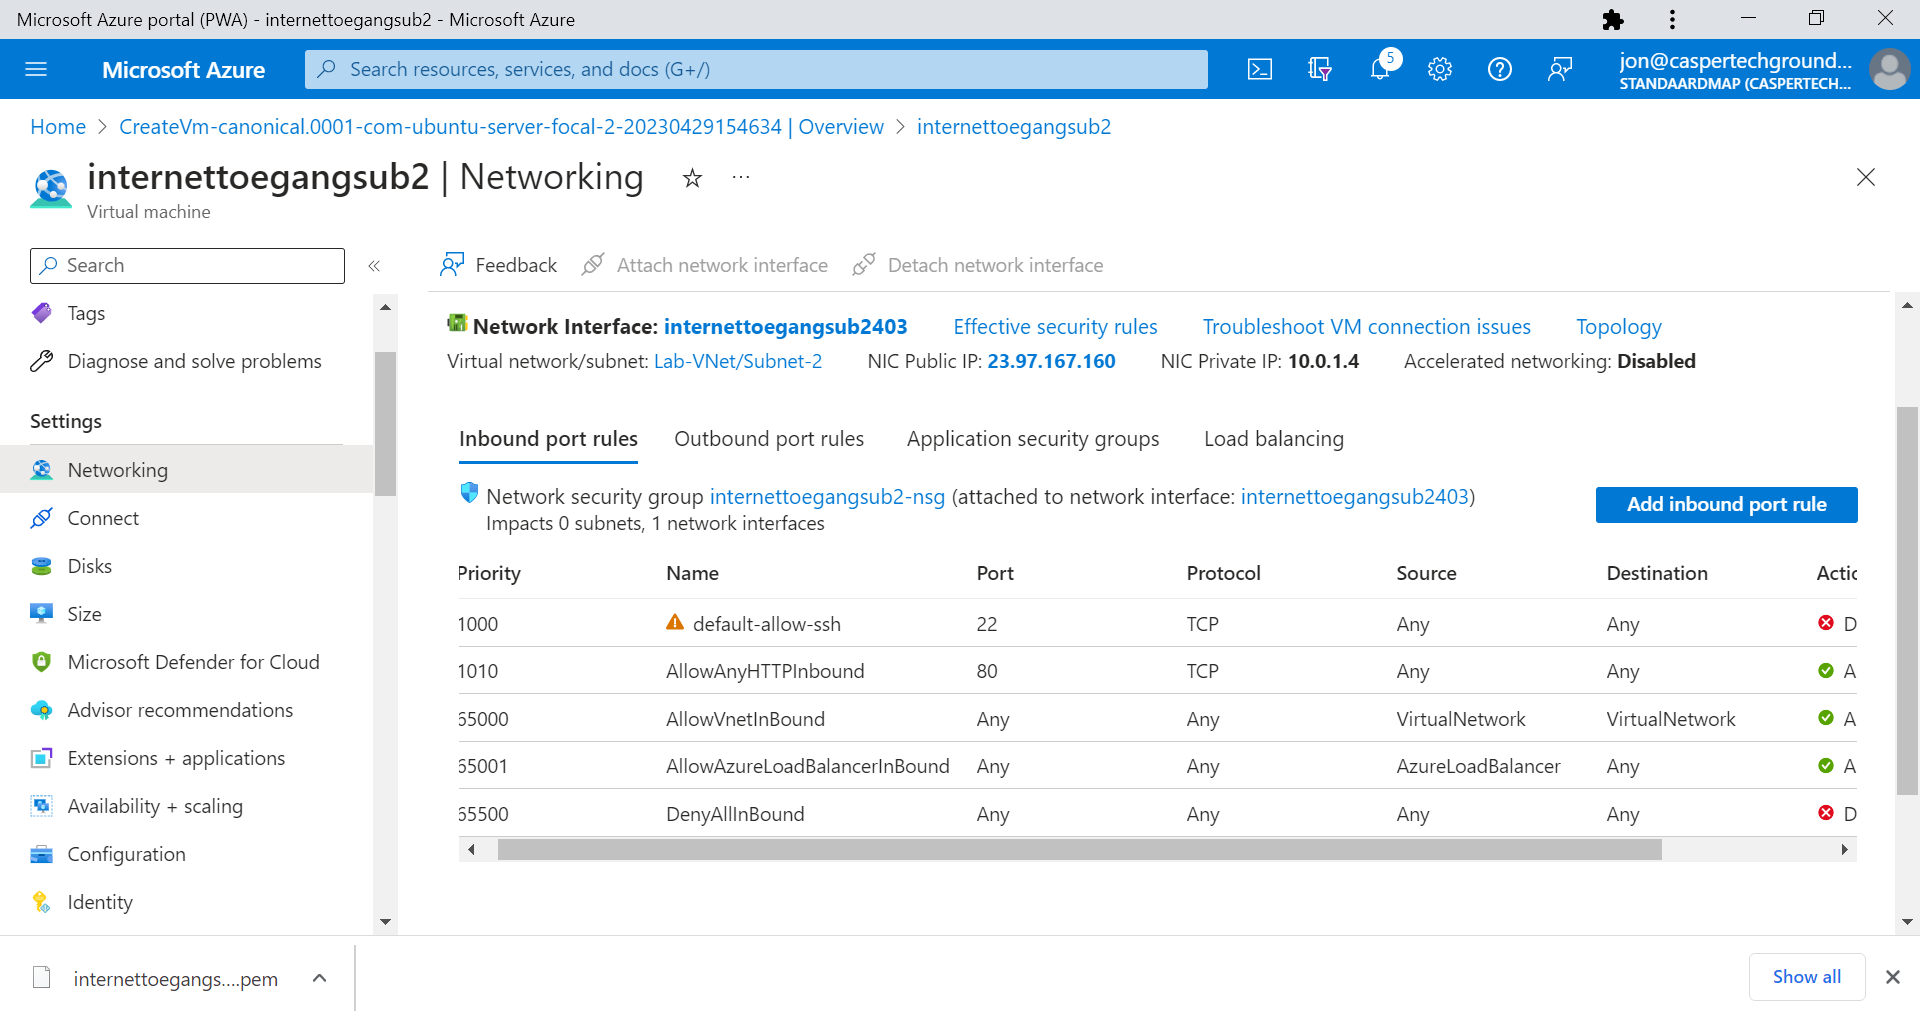 Microsoft Azure portal (PWA) - internettoegangsub2 - Microsoft Azure
Microsoft Azure
Search resources, services, and docs (G+/)
5
jon@caspertechground...
STANDAARDMAP (CASPERTECH...
Home > CreateVm-canonical.0001-com-ubuntu-server-focal-2-20230429154634 | Overview > internettoegangsub2
internettoegangsub2 | Networking
Virtual machine
Search
Tags
Diagnose and solve problems
Settings
Networking
Connect
Disks
Size
Microsoft Defender for Cloud
Advisor recommendations
Extensions + applications
Availability + scaling
Configuration
Identity
Feedback Attach network interface Detach network interface
Network Interface: internettoegangsub2403 Effective security rules Troubleshoot VM connection issues Topology
Virtual network/subnet: Lab-VNet/Subnet-2 NIC Public IP: 23.97.167.160 NIC Private IP: 10.0.1.4 Accelerated networking: Disabled
Inbound port rules Outbound port rules Application security groups Load balancing
Network security group internettoegangsub2-nsg (attached to network interface: internettoegangsub2403)
Impacts 0 subnets, 1 network interfaces
Add inbound port rule
Priority Name Port Protocol Source Destination Actic
1000 default-allow-ssh 22 TCP Any Any D
1010 AllowAnyHTTPInbound 80 TCP Any Any A
65000 AllowVnetInBound Any Any VirtualNetwork VirtualNetwork A
65001 AllowAzureLoadBalancerInBound Any Any AzureLoadBalancer Any A
65500 DenyAllInBound Any Any Any Any D
internettoegangs....pem
Show all